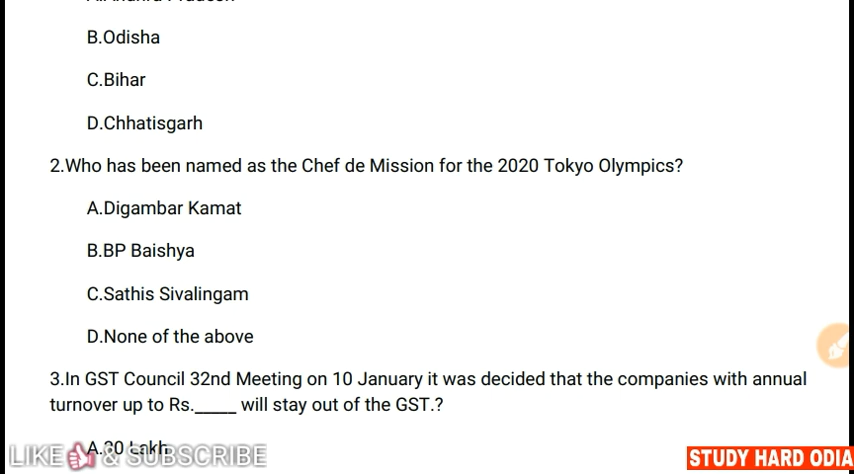 B.Odisha
C.Bihar
D.Chhatisgarh
2.Who has been named as the Chef de Mission for the 2020 Tokyo Olympics?
A.Digambar Kamat
B.BP Baishya
C.Sathis Sivalingam
D.None of the above
3.In GST Council 32nd Meeting on 10 January it was decided that the companies with annual
turnover up to Rs._____ will stay out of the GST.?
Lakh
LIKE & SUBSCRIBE
STUDY HARD ODIA